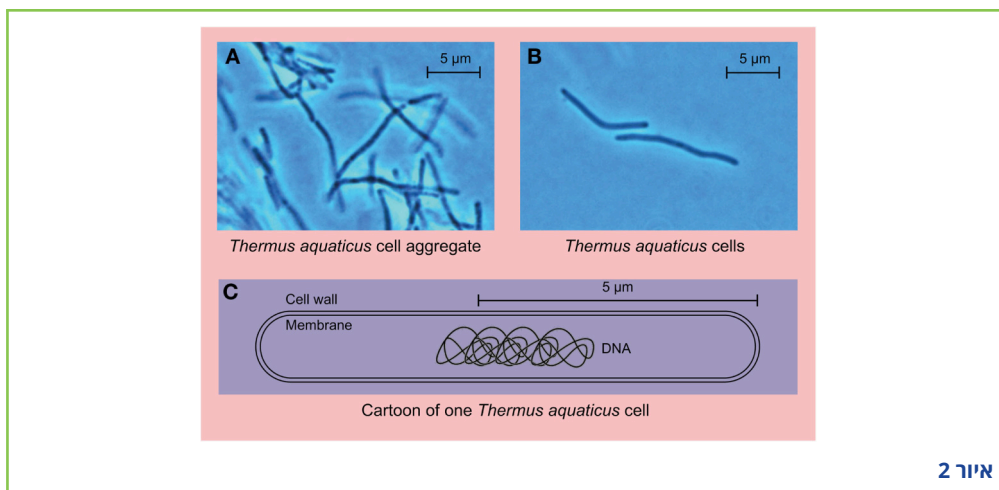 A
5 µm
B
5 µm
Thermus aquaticus cell aggregate
Thermus aquaticus cells
C
5 µm
Cell wall
Membrane
DNA
Cartoon of one Thermus aquaticus cell
איור 2